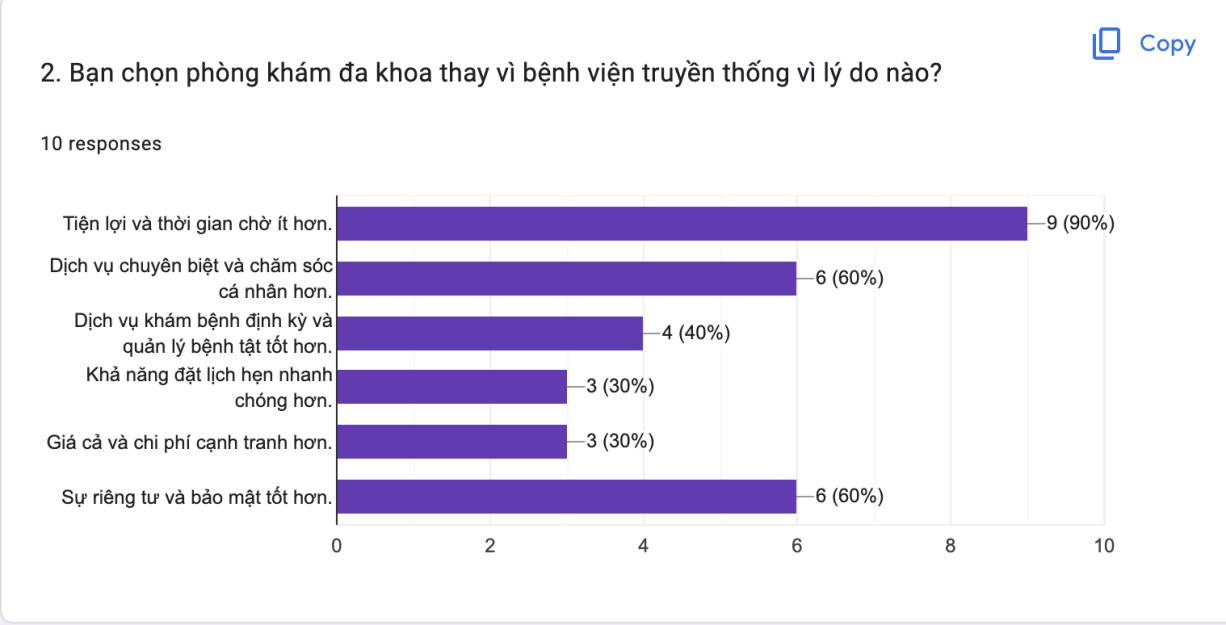 Copy
2. Bạn chọn phòng khám đa khoa thay vì bệnh viện truyền thống vì lý do nào?
10 responses
Tiện lợi và thời gian chờ ít hơn.
9 (90%)
Dịch vụ chuyên biệt và chăm sóc
cá nhân hơn.
6 (60%)
Dịch vụ khám bệnh định kỳ và
quản lý bệnh tật tốt hơn.
4 (40%)
Khả năng đặt lịch hẹn nhanh
chóng hơn.
3 (30%)
Giá cả và chi phí cạnh tranh hơn.
3 (30%)
Sự riêng tư và bảo mật tốt hơn.
6 (60%)
0 2 4 6 8 10